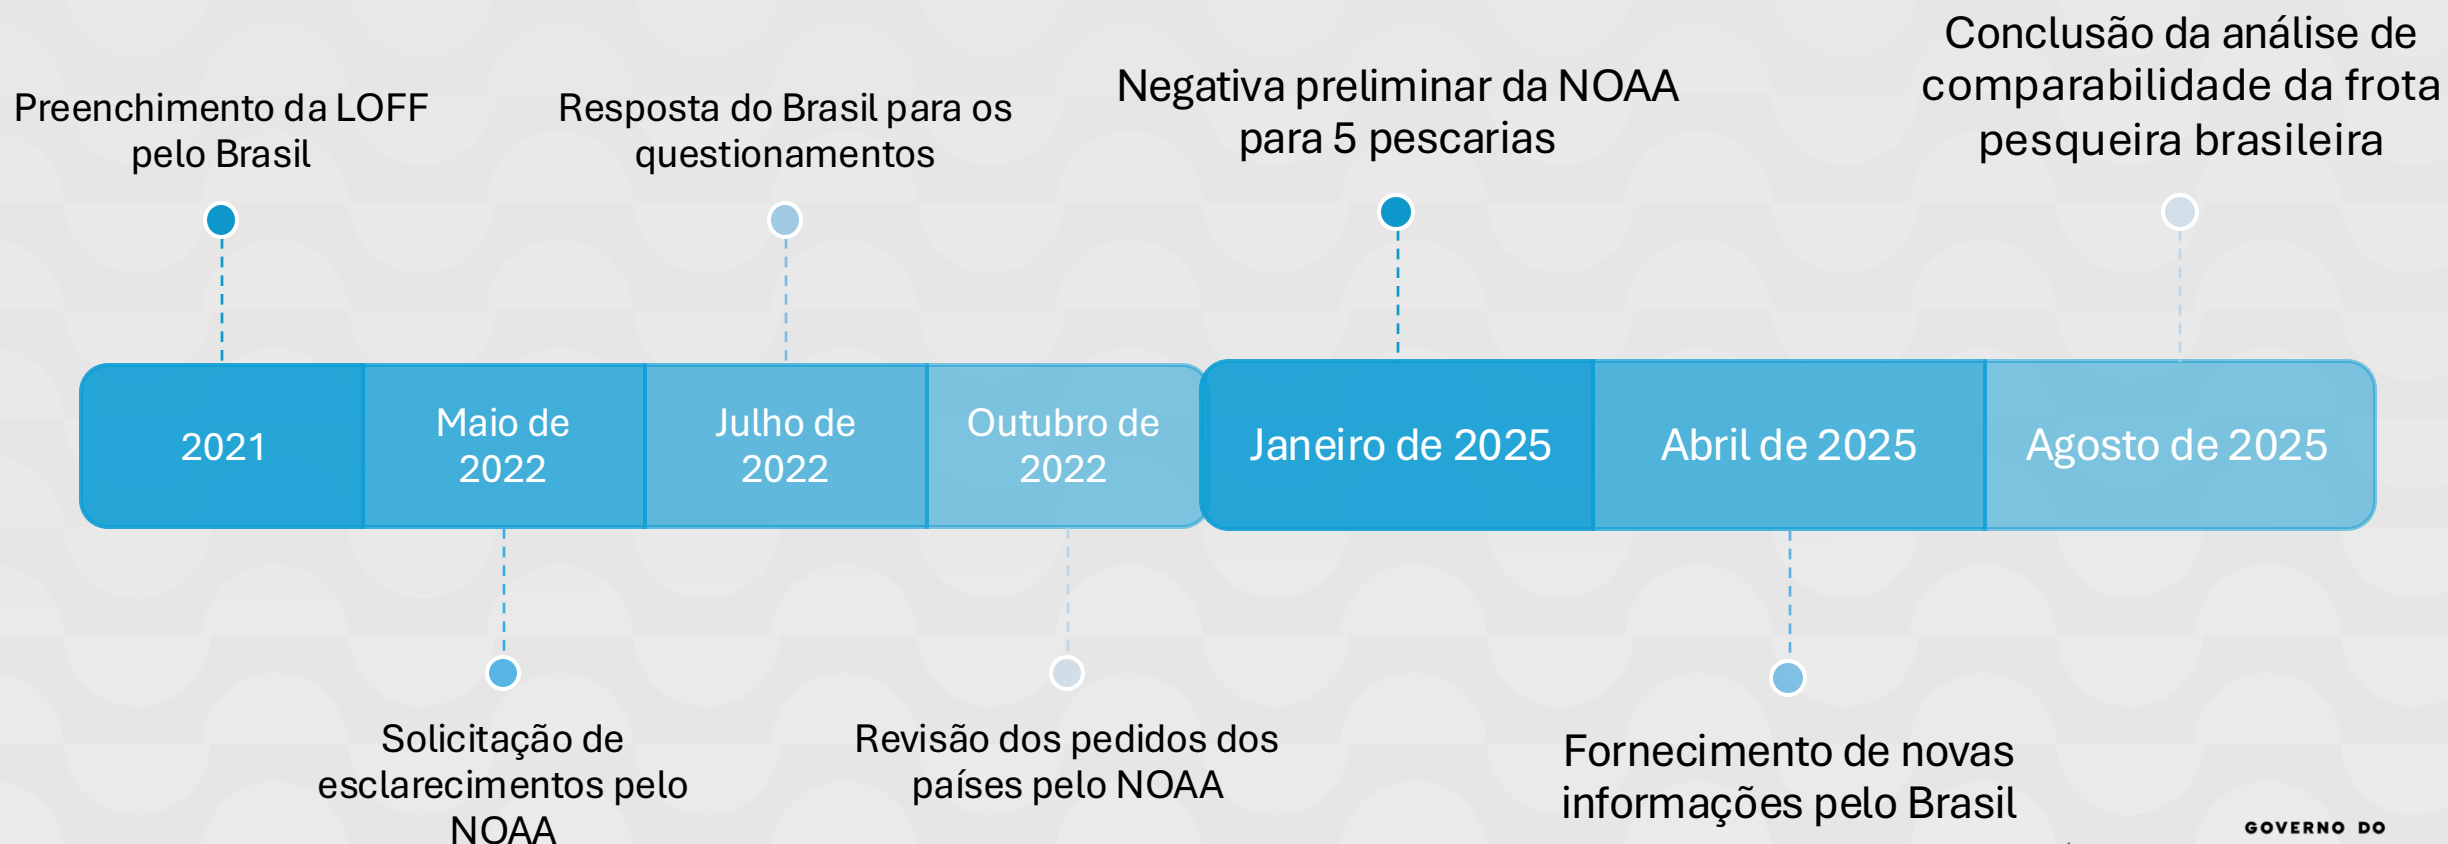 Preenchimento da LOFF
pelo Brasil
Resposta do Brasil para os
questionamentos
Negativa preliminar da NOAA
para 5 pescarias
Conclusão da análise de
comparabilidade da frota
pesqueira brasileira
2021
Maio de
2022
Julho de
2022
Outubro de
2022
Janeiro de 2025
Abril de 2025
Agosto de 2025
Solicitação de
esclarecimentos pelo
NOAA
Revisão dos pedidos dos
países pelo NOAA
Fornecimento de novas
informações pelo Brasil
GOVERNO DO